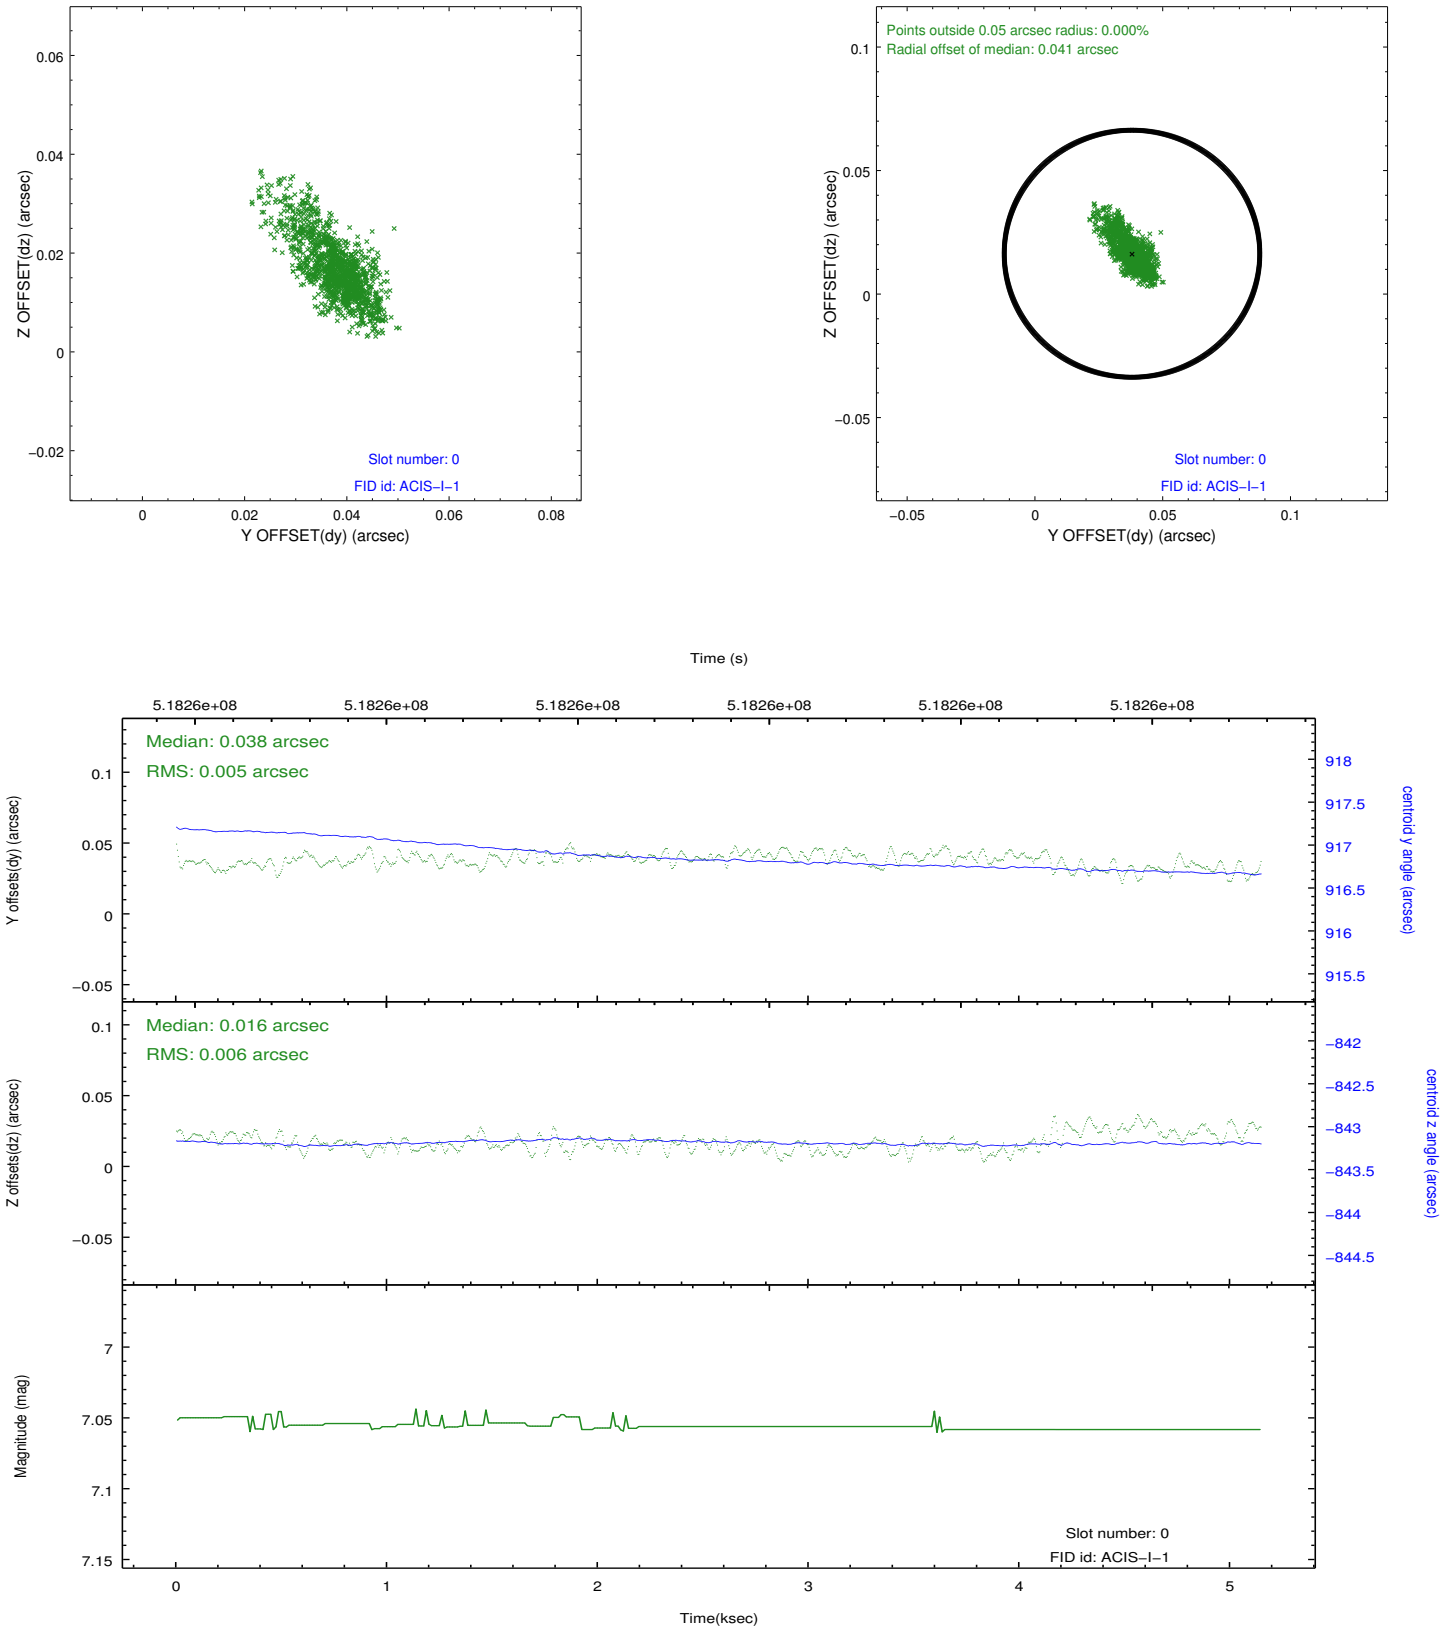 0.06
0.04
0.02
0
−0.02
Z OFFSET(dz) (arcsec)
Slot number: 0
FID id: ACIS−I−1
0 0.02 0.04 0.06 0.08
Y OFFSET(dy) (arcsec)
Points outside 0.05 arcsec radius: 0.000%
Radial offset of median: 0.041 arcsec
0.1
0.05
0
−0.05
Z OFFSET(dz) (arcsec)
Slot number: 0
FID id: ACIS−I−1
−0.05 0 0.05 0.1
Y OFFSET(dy) (arcsec)
Time (s)
5.1826e+08 5.1826e+08 5.1826e+08 5.1826e+08 5.1826e+08 5.1826e+08
Median: 0.038 arcsec
RMS: 0.005 arcsec
0.1
0.05
0
−0.05
Y offsets(dy) (arcsec)
918
917.5
917
916.5
916
915.5
centroid y angle (arcsec)
Median: 0.016 arcsec
RMS: 0.006 arcsec
0.1
0.05
0
−0.05
Z offsets(dz) (arcsec)
−842
−842.5
−843
−843.5
−844
−844.5
centroid z angle (arcsec)
7
7.05
7.1
7.15
Magnitude (mag)
Slot number: 0
FID id: ACIS−I−1
0 1 2 3 4 5
Time(ksec)